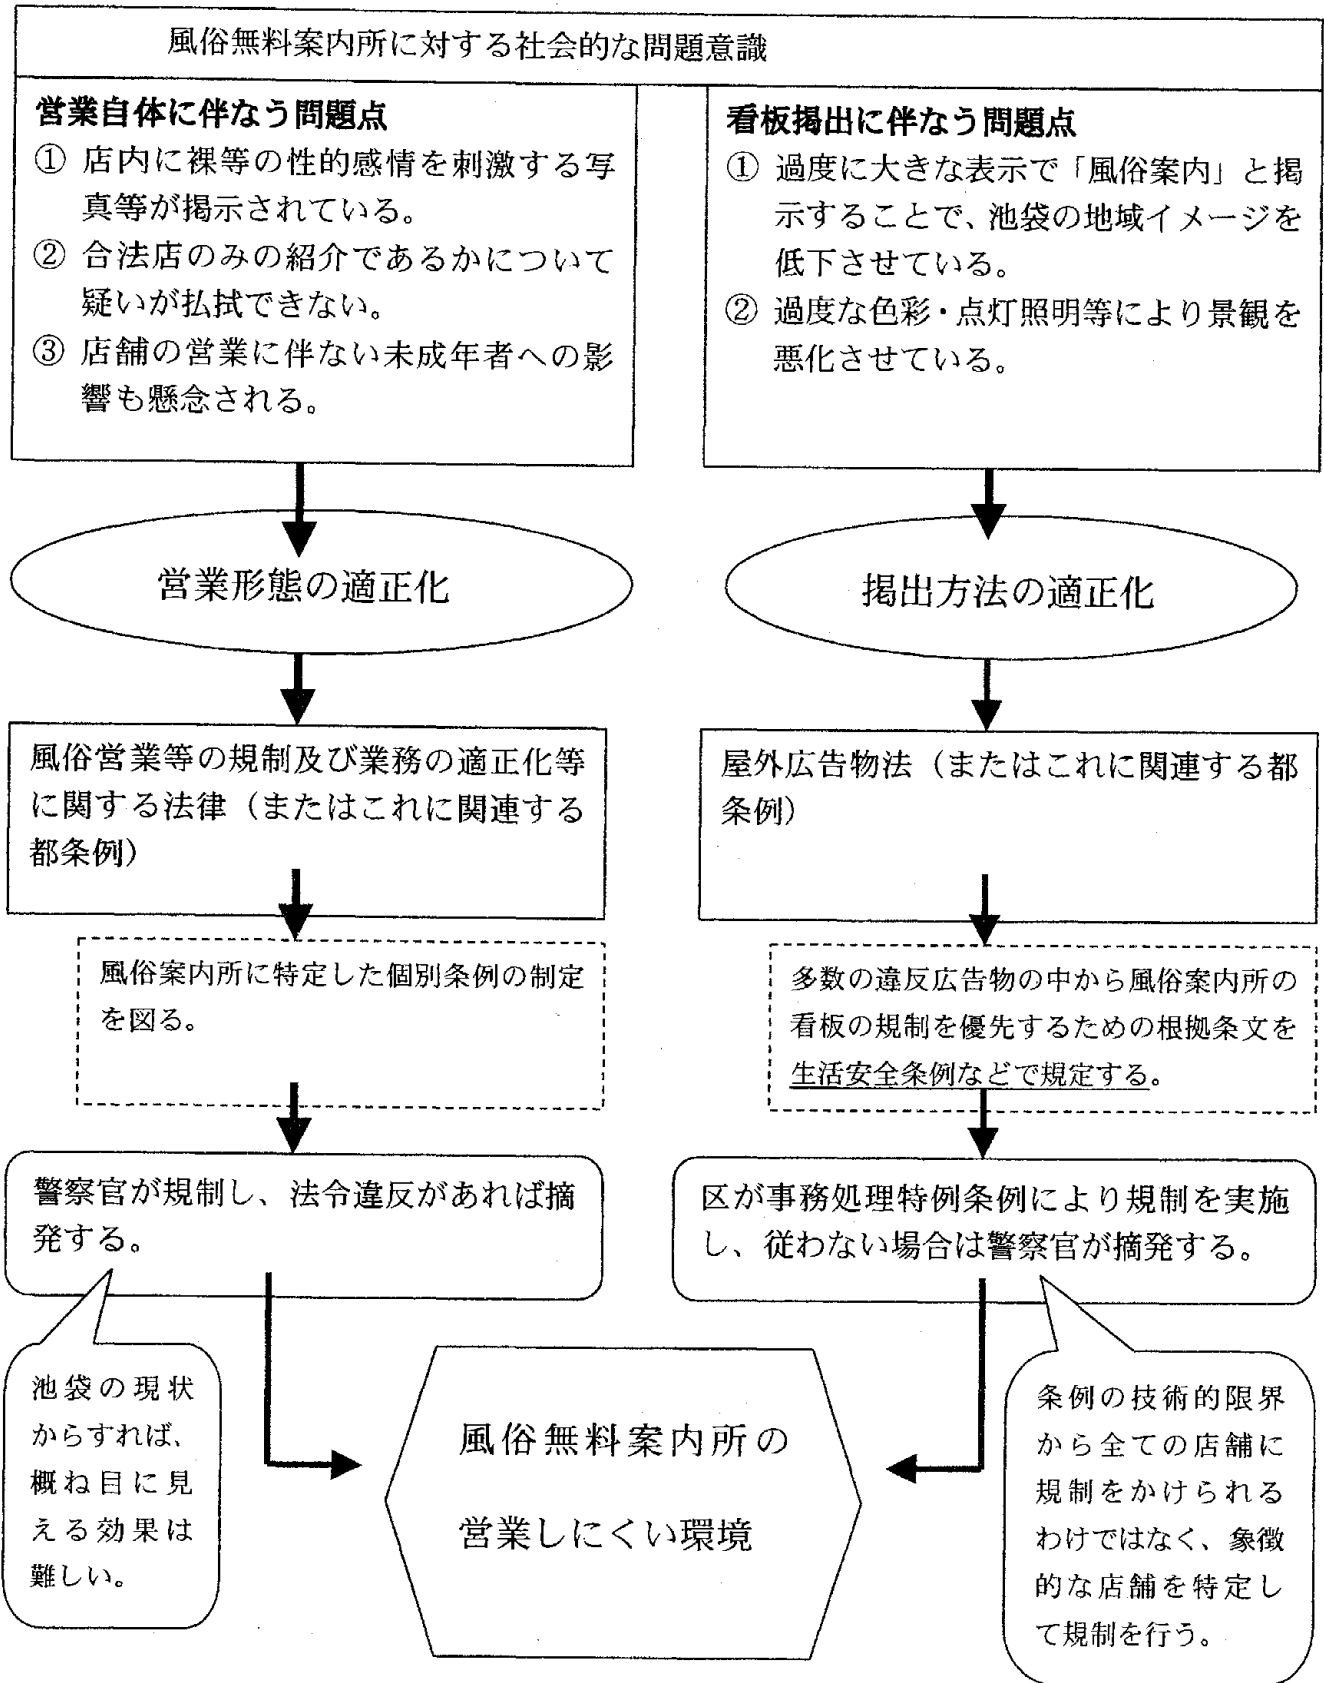 風俗無料案内所に対する社会的な問題意識
営業自体に伴なう問題点
① 店内に裸等の性的感情を刺激する写
真等が掲示されている。
② 合法店のみの紹介であるかについて
疑いが払拭できない。
③ 店舗の営業に伴ない未成年者への影
響も懸念される。
看板掲出に伴なう問題点
① 過度に大きな表示で「風俗案内」と掲
示することで、池袋の地域イメージを
低下させている。
② 過度な色彩・点灯照明等により景観を
悪化させている。
営業形態の適正化
掲出方法の適正化
風俗営業等の規制及び業務の適正化等
に関する法律（またはこれに関連する
都条例）
屋外広告物法（またはこれに関連する都
条例）
風俗案内所に特定した個別条例の制定
を図る。
多数の違反広告物の中から風俗案内所の
看板の規制を優先するための根拠条文を
生活安全条例などで規定する。
警察官が規制し、法令違反があれば摘
発する。
区が事務処理特例条例により規制を実施
し、従わない場合は警察官が摘発する。
池袋の現状
からすれば、
概ね目に見
える効果は
難しい。
風俗無料案内所の
営業しにくい環境
条例の技術的限界
から全ての店舗に
規制をかけられる
わけではなく、象徴
的な店舗を特定し
て規制を行う。